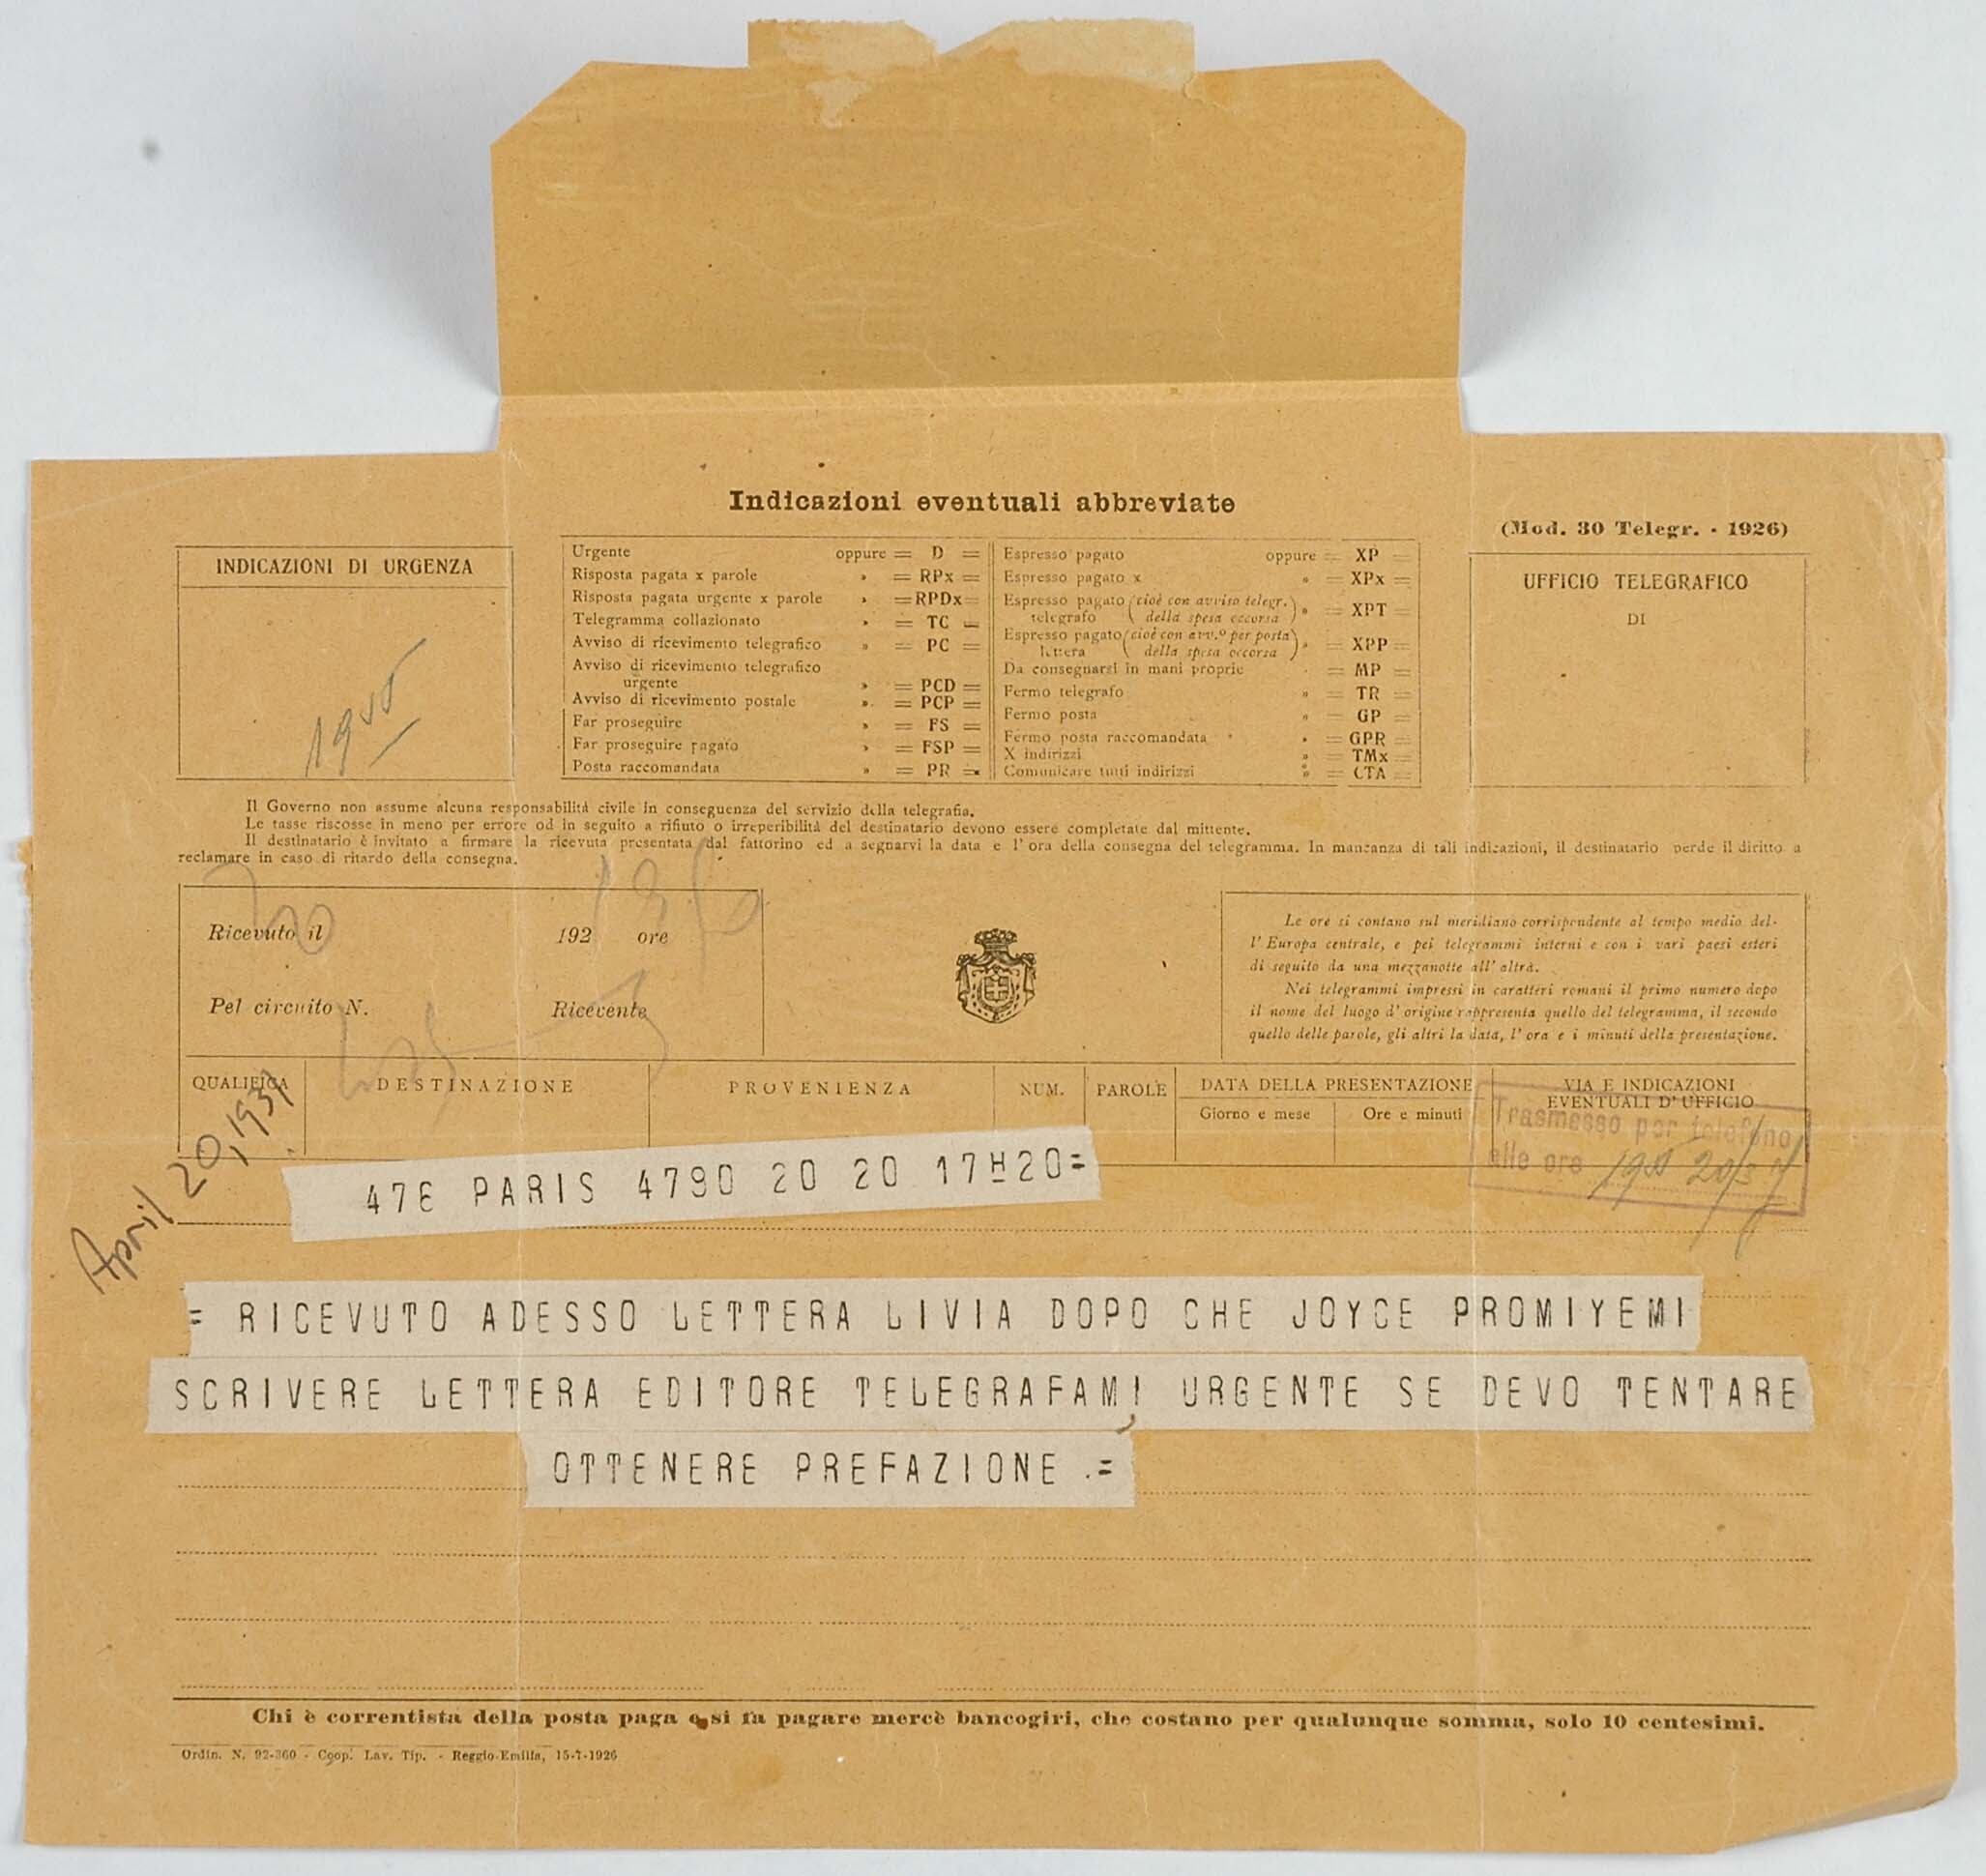 Indicazioni eventuali abbreviate
(Mod. 30 Telegr. - 1926)
INDICAZIONI DI URGENZA
19
Urgente oppure = D =
Risposta pagata x parole » = RPx =
Risposta pagata urgente x parole » = RPDx =
Telegramma collazionato » = TC =
Avviso di ricevimento telegrafico » = PC =
Avviso di ricevimento telegrafico
urgente » = PCD =
Avviso di ricevimento postale » = PCP =
Far proseguire » = FS =
Far proseguire pagato » = FSP =
Posta raccomandata » = PR =
Espresso pagato oppure = XP =
Espresso pagato x » = XPx =
Espresso pagato (cioè con avviso telegr.
telegrafo ( della spesa occorsa ) » = XPT =
Espresso pagato (cioè con avv.º per posta
lettera ( della spesa occorsa ) » = XPP =
Da consegnarsi in mani proprie » = MP =
Fermo telegrafo » = TR =
Fermo posta » = GP =
Fermo posta raccomandata » = GPR =
X indirizzi » = TMx =
Comunicare tutti indirizzi » = CTA =
UFFICIO TELEGRAFICO
DI
Il Governo non assume alcuna responsabilità civile in conseguenza del servizio della telegrafia.
Le tasse riscosse in meno per errore od in seguito a rifiuto o irreperibilità del destinatario devono essere completate dal mittente.
Il destinatario è invitato a firmare la ricevuta presentata dal fattorino ed a segnarvi la data e l'ora della consegna del telegramma. In mancanza di tali indicazioni, il destinatario perde il diritto a
reclamare in caso di ritardo della consegna.
Ricevuto il 192 ore
Pel circuito N. Ricevente
Le ore si contano sul meridiano corrispondente al tempo medio del-
l'Europa centrale, e pei telegrammi interni e con i vari paesi esteri
di seguito da una mezzanotte all'altra.
Nei telegrammi impressi in caratteri romani il primo numero dopo
il nome del luogo d'origine rappresenta quello del telegramma, il secondo
quello delle parole, gli altri la data, l'ora e i minuti della presentazione.
QUALIFICA DESTINAZIONE PROVENIENZA NUM. PAROLE DATA DELLA PRESENTAZIONE VIA E INDICAZIONI
EVENTUALI D'UFFICIO
Giorno e mese Ore e minuti
Trasmesso per telefono
alle ore
April 20, 1931
47E PARIS 4790 20 20 17H20=
= RICEVUTO ADESSO LETTERA LIVIA DOPO CHE JOYCE PROMIYEMI
SCRIVERE LETTERA EDITORE TELEGRAFAMI URGENTE SE DEVO TENTARE
OTTENERE PREFAZIONE .=
Chi è correntista della posta paga e si fa pagare mercè bancogiri, che costano per qualunque somma, solo 10 centesimi.
Ordin. N. 92-360 - Coop. Lav. Tip. - Reggio-Emilia, 15-7-1926